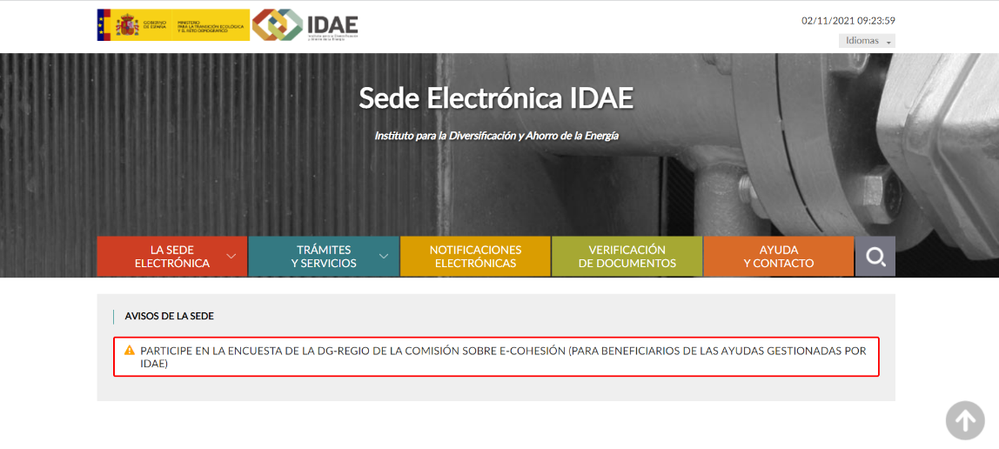 GOBIERNO
DE ESPAÑA
MINISTERIO
PARA LA TRANSICIÓN ECOLÓGICA
Y EL RETO DEMOGRÁFICO
IDAE
Instituto para la Diversificación
y Ahorro de la Energía
02/11/2021 09:23:59
Idiomas
Sede Electrónica IDAE
Instituto para la Diversificación y Ahorro de la Energía
LA SEDE
ELECTRÓNICA
TRÁMITES
Y SERVICIOS
NOTIFICACIONES
ELECTRÓNICAS
VERIFICACIÓN
DE DOCUMENTOS
AYUDA
Y CONTACTO
AVISOS DE LA SEDE
PARTICIPE EN LA ENCUESTA DE LA DG-REGIO DE LA COMISIÓN SOBRE E-COHESIÓN (PARA BENEFICIARIOS DE LAS AYUDAS GESTIONADAS POR
IDAE)